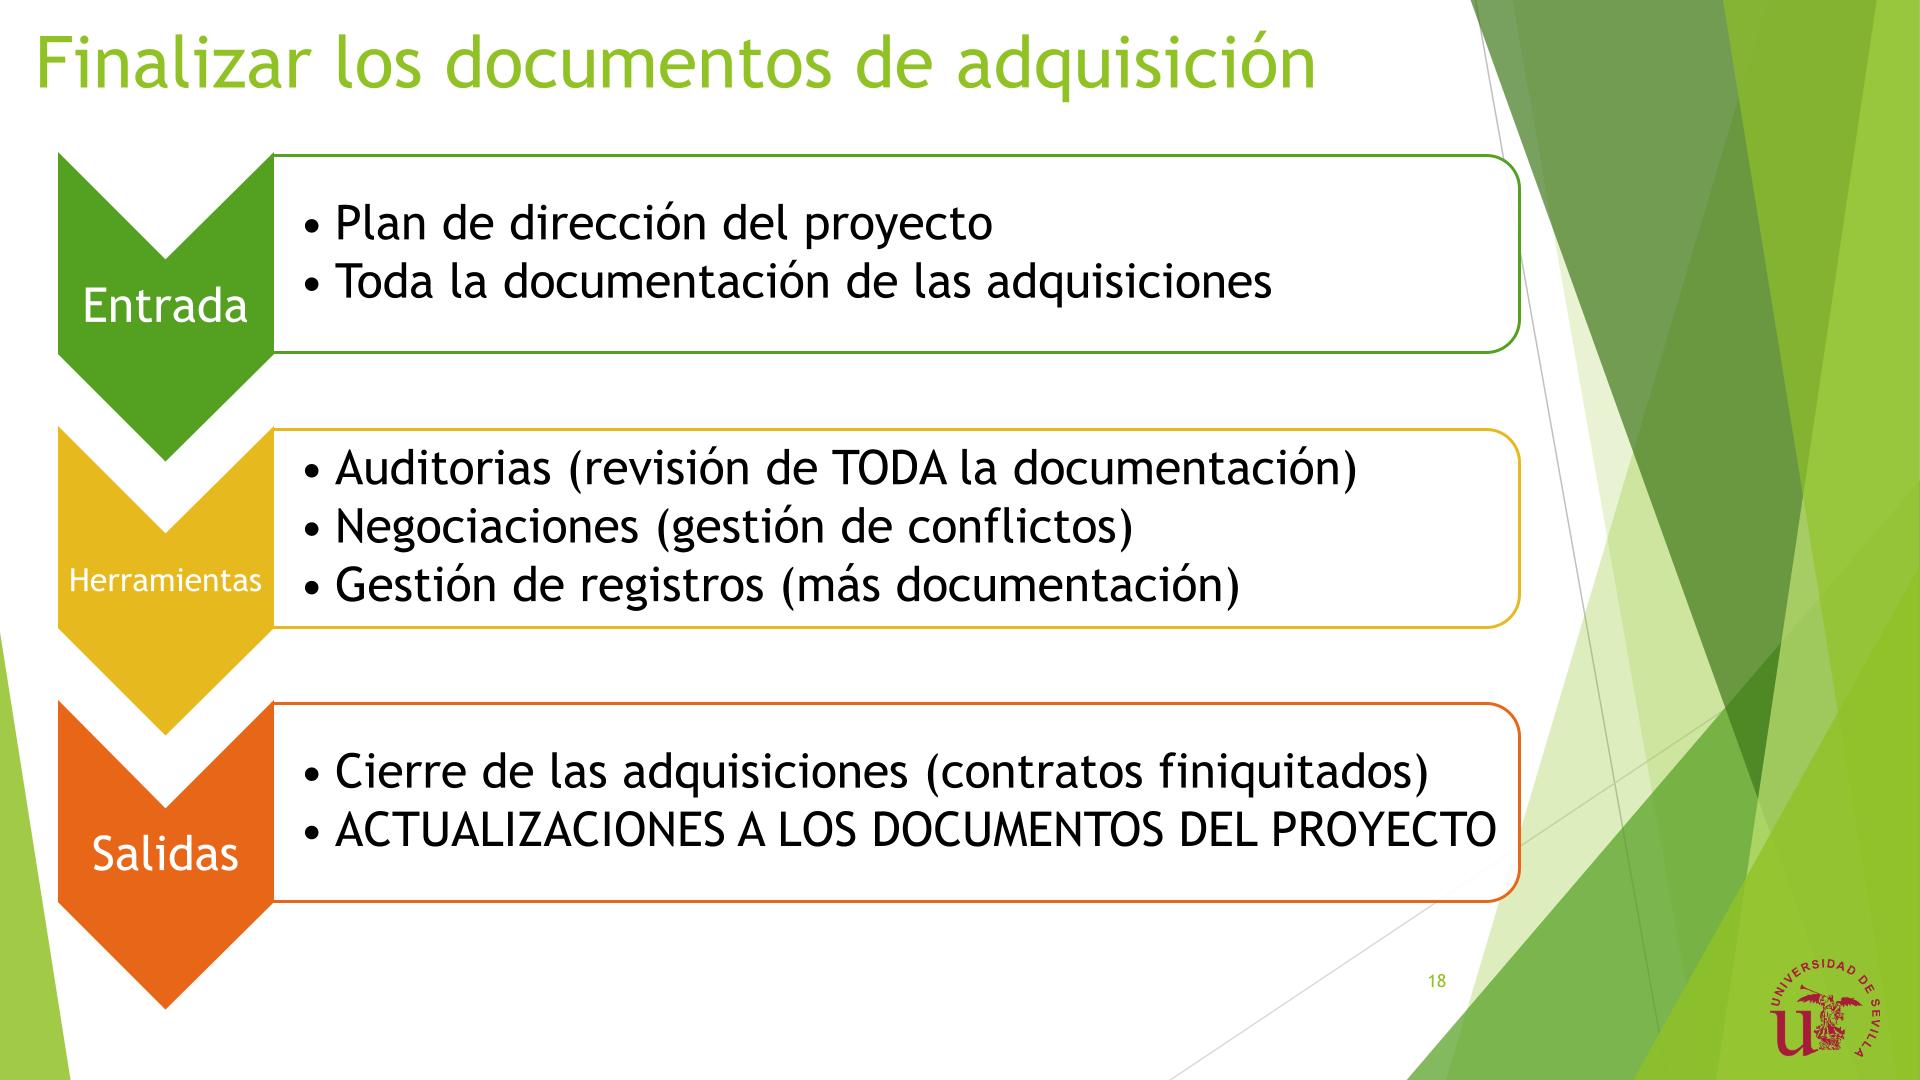 Finalizar los documentos de adquisición
Entrada
• Plan de dirección del proyecto
• Toda la documentación de las adquisiciones
Herramientas
• Auditorias (revisión de TODA la documentación)
• Negociaciones (gestión de conflictos)
• Gestión de registros (más documentación)
Salidas
• Cierre de las adquisiciones (contratos finiquitados)
• ACTUALIZACIONES A LOS DOCUMENTOS DEL PROYECTO
18
UNIVERSIDAD DE SEVILLA
u